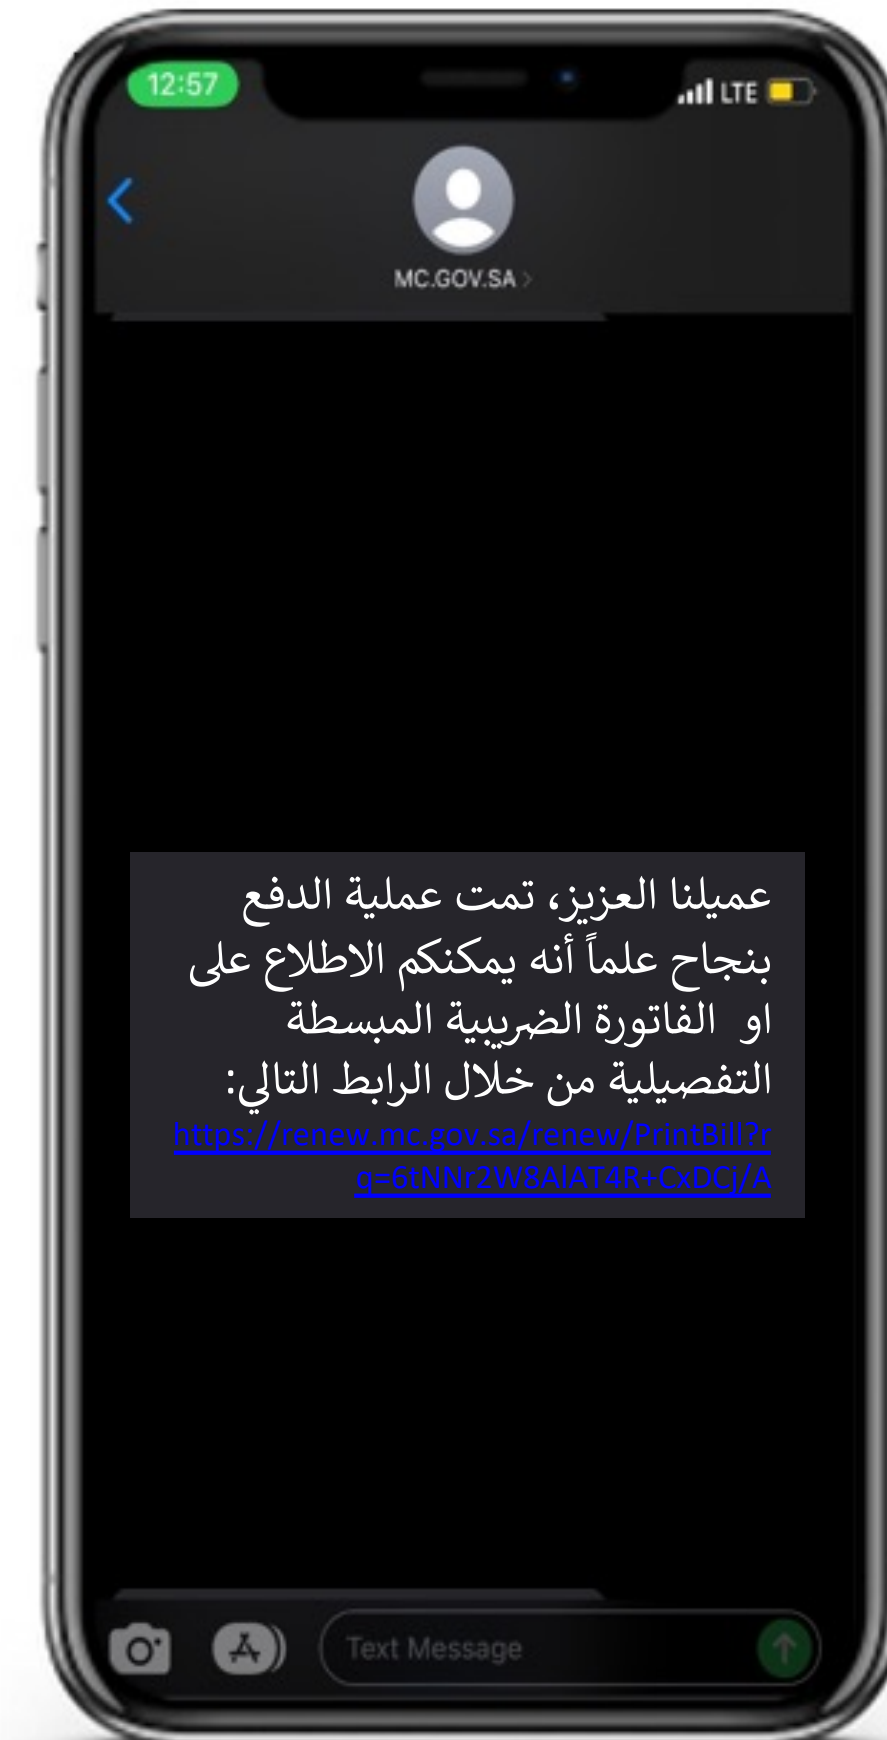 12:57
LTE
MC.GOV.SA
عميلنا العزيز، تمت عملية الدفع
بنجاح علماً أنه يمكنكم الاطلاع على
او الفاتورة الضريبية المبسطة
التفصيلية من خلال الرابط التالي:
https://renew.mc.gov.sa/renew/PrintBill?r
q=6tNNr2W8AlAT4R+CxDCj/A
Text Message